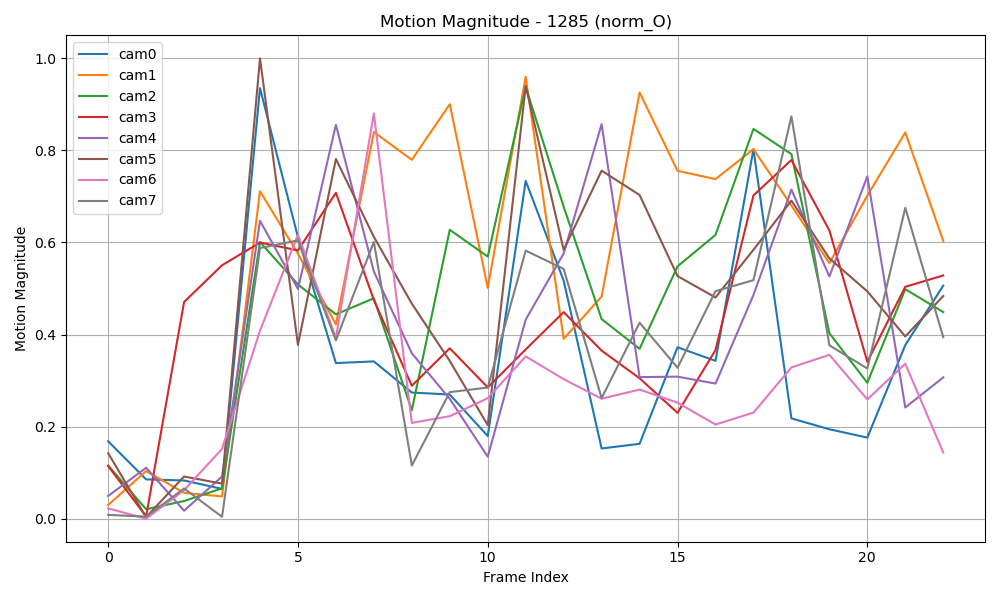 Motion Magnitude - 1285 (norm_O)
cam0
cam1
cam2
cam3
cam4
cam5
cam6
cam7
Motion Magnitude
1.0
0.8
0.6
0.4
0.2
0.0
0 5 10 15 20
Frame Index